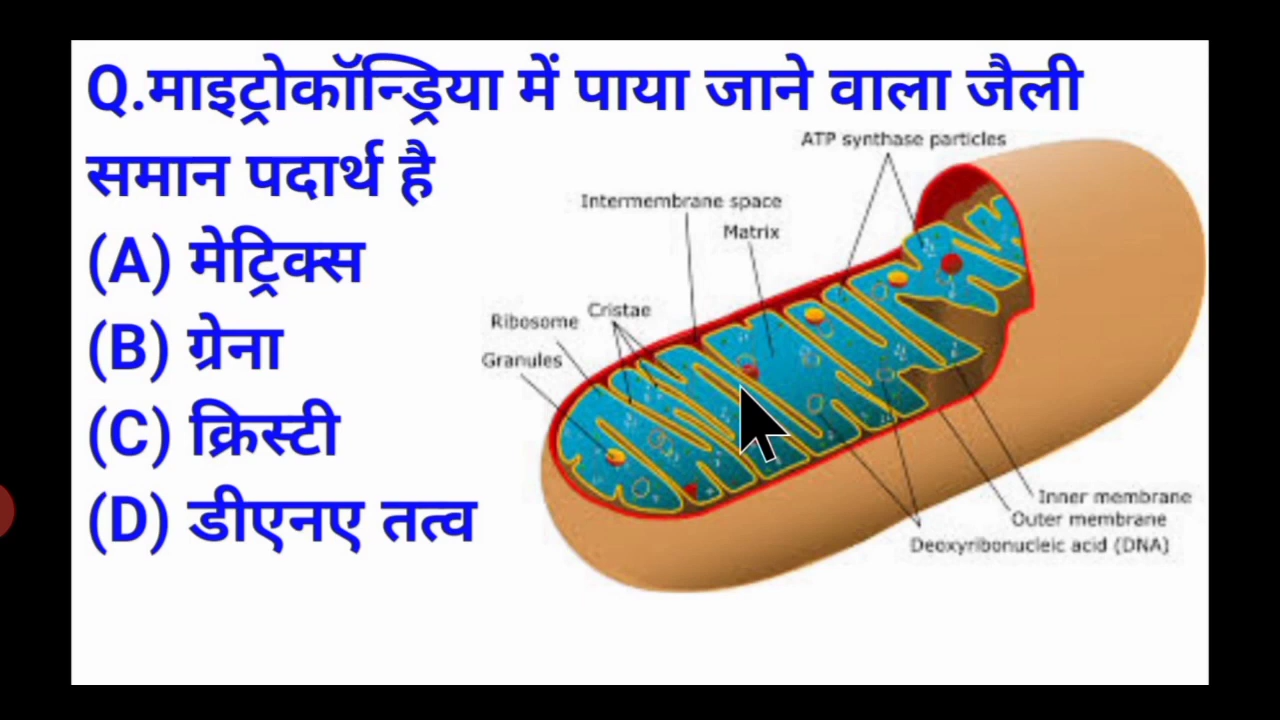 Q.माइट्रोकॉन्ड्रिया में पाया जाने वाला जैली
समान पदार्थ है
(A) मेट्रिक्स
(B) ग्रेना
(C) क्रिस्टी
(D) डीएनए तत्व
ATP synthase particles
Intermembrane space
Matrix
Cristae
Ribosome
Granules
Inner membrane
Outer membrane
Deoxyribonucleic acid (DNA)